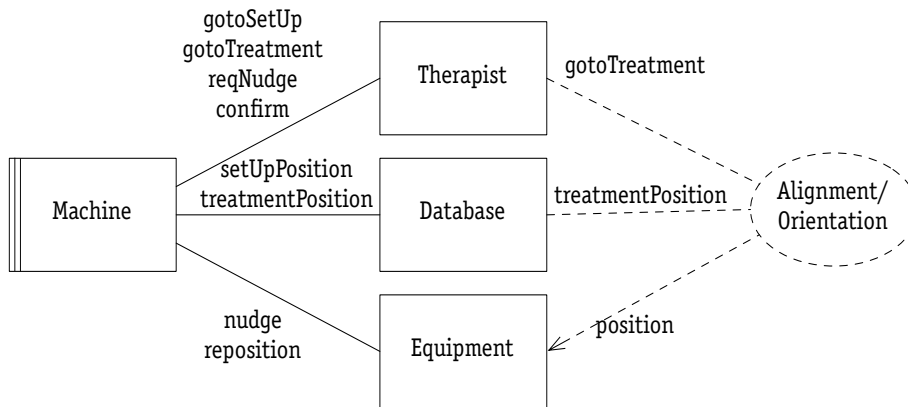 gotoSetUp
gotoTreatment
reqNudge
confirm
Therapist
gotoTreatment
Machine
setUpPosition
treatmentPosition
Database
treatmentPosition
Alignment/
Orientation
nudge
reposition
Equipment
position